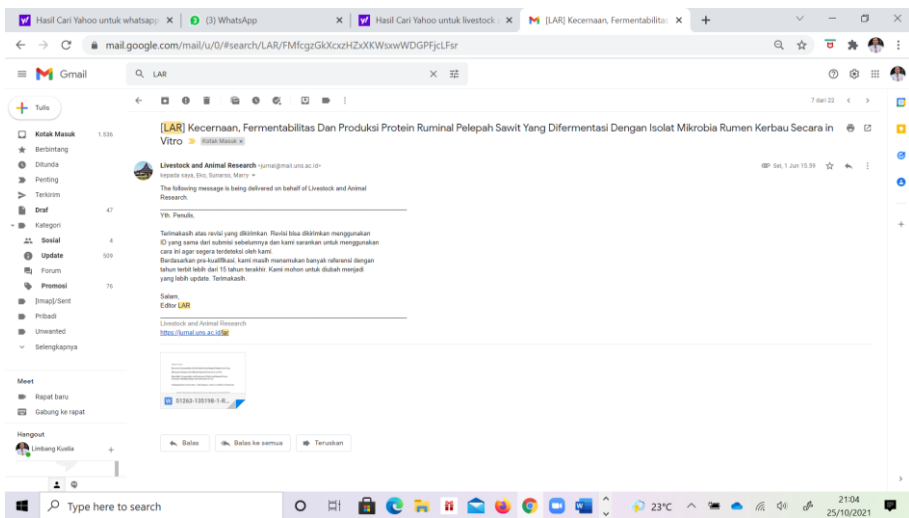 Hasil Cari Yahoo untuk whatsapp
(3) WhatsApp
Hasil Cari Yahoo untuk livestock
[LAR] Kecernaan, Fermentabilitas
mail.google.com/mail/u/0/#search/LAR/FMfcgzGkXcxzHZxXKWsxwWDGPFjcLFsr
Gmail
LAR
Tulis
7 dari 22
Kotak Masuk 1.536
Berbintang
Ditunda
Penting
Terkirim
Draf 47
Kategori
Sosial 4
Update 509
Forum
Promosi 76
[Imap]/Sent
Pribadi
Unwanted
Selengkapnya
Meet
Rapat baru
Gabung ke rapat
Hangout
Limbang Kustia
[LAR] Kecernaan, Fermentabilitas Dan Produksi Protein Ruminal Pelepah Sawit Yang Difermentasi Dengan Isolat Mikrobia Rumen Kerbau Secara in
Vitro Kotak Masuk x
Livestock and Animal Research <jurnal@mail.uns.ac.id>
Sel, 1 Jun 15.39
kepada saya, Eko, Sunarso, Marry
The following message is being delivered on behalf of Livestock and Animal
Research.
Yth. Penulis,
Terimakasih atas revisi yang dikirimkan. Revisi bisa dikirimkan menggunakan
ID yang sama dari submisi sebelumnya dan kami sarankan untuk menggunakan
cara ini agar segera terdeteksi oleh kami.
Berdasarkan pra-kualifikasi, kami masih menemukan banyak referensi dengan
tahun terbit lebih dari 15 tahun terakhir. Kami mohon untuk diubah menjadi
yang lebih update. Terimakasih.
Salam,
Editor LAR
Livestock and Animal Research
https://jurnal.uns.ac.id/lar
51263-135198-1-R...
Balas
Balas ke semua
Teruskan
Type here to search
23°C
21:04
25/10/2021